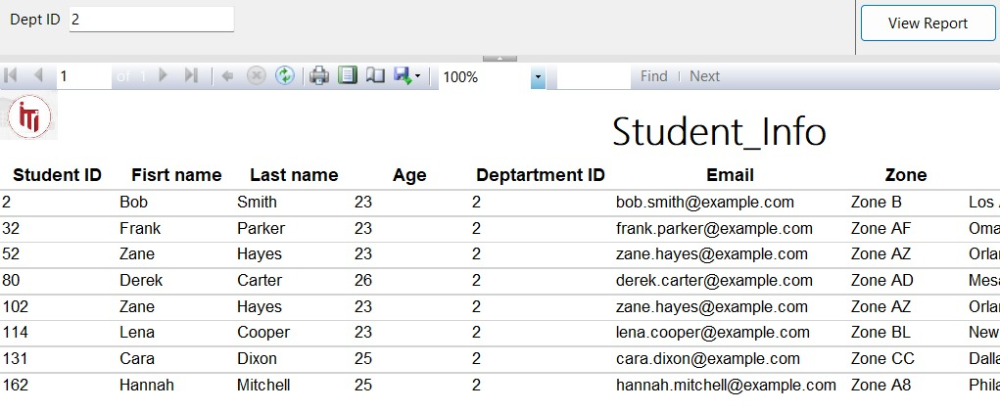 Dept ID 2 View Report
1 of 1 100% Find | Next
iTi Student_Info
Student ID Fisrt name Last name Age Deptartment ID Email Zone
2 Bob Smith 23 2 bob.smith@example.com Zone B Los
32 Frank Parker 23 2 frank.parker@example.com Zone AF Oma
52 Zane Hayes 23 2 zane.hayes@example.com Zone AZ Orla
80 Derek Carter 26 2 derek.carter@example.com Zone AD Mesa
102 Zane Hayes 23 2 zane.hayes@example.com Zone AZ Orla
114 Lena Cooper 23 2 lena.cooper@example.com Zone BL New
131 Cara Dixon 25 2 cara.dixon@example.com Zone CC Dalla
162 Hannah Mitchell 25 2 hannah.mitchell@example.com Zone A8 Phila